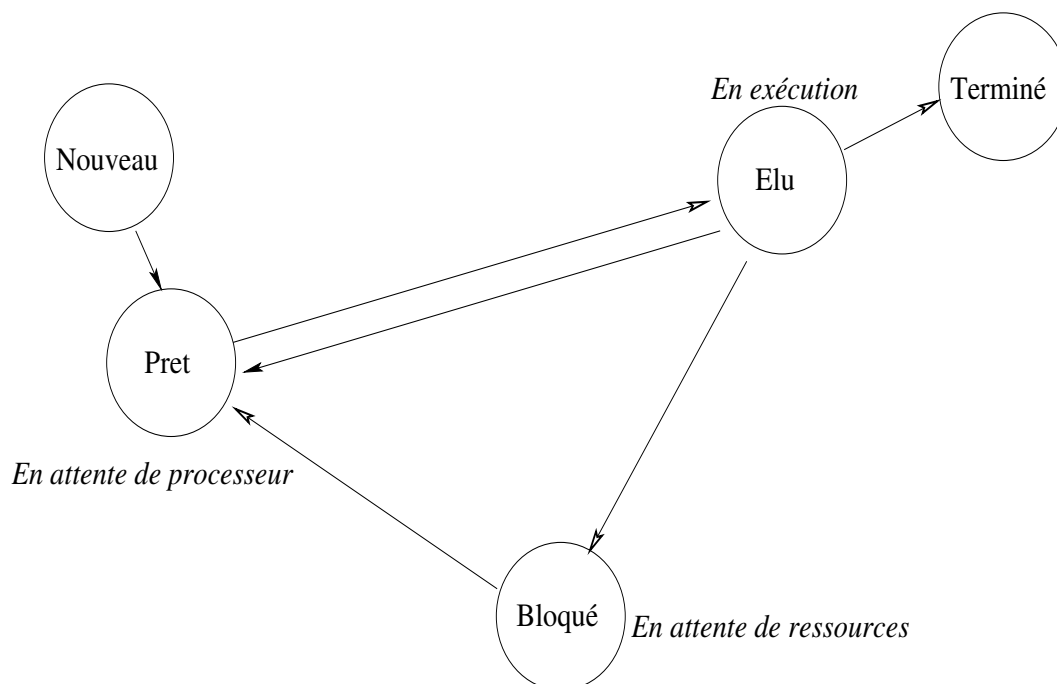 Terminé
En exécution
Nouveau
Elu
Pret
En attente de processeur
Bloqué
En attente de ressources